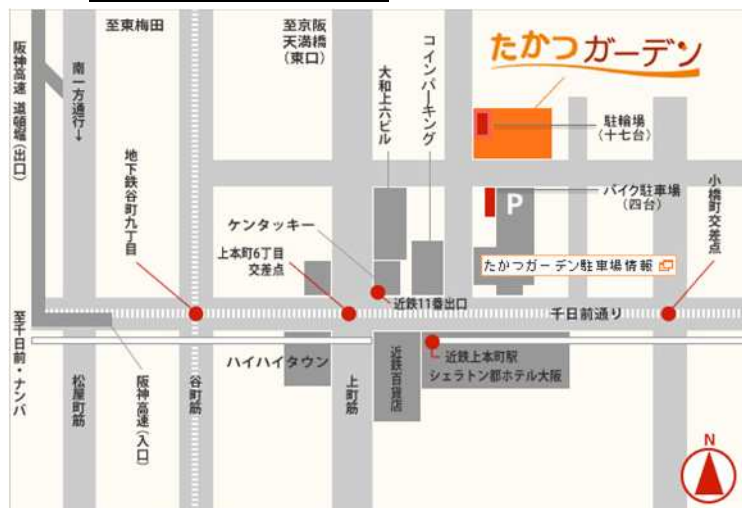 至東梅田
至京阪
天満橋
(東口)
コインパーキング
たかつガーデン
阪神高速 道頓堀(出口)
南一方通行→
大和上六ビル
駐輪場
(十七台)
地下鉄谷町九丁目
小橋町交差点
バイク駐車場
(四台)
P
ケンタッキー
上本町6丁目
交差点
たかつガーデン駐車場情報
近鉄11番出口
千日前通り
至千日前・ナンバ
ハイハイタウン
近鉄上本町駅
シェラトン都ホテル大阪
近鉄百貨店
松屋町筋
阪神高速(入口)
谷町筋
上町筋
N